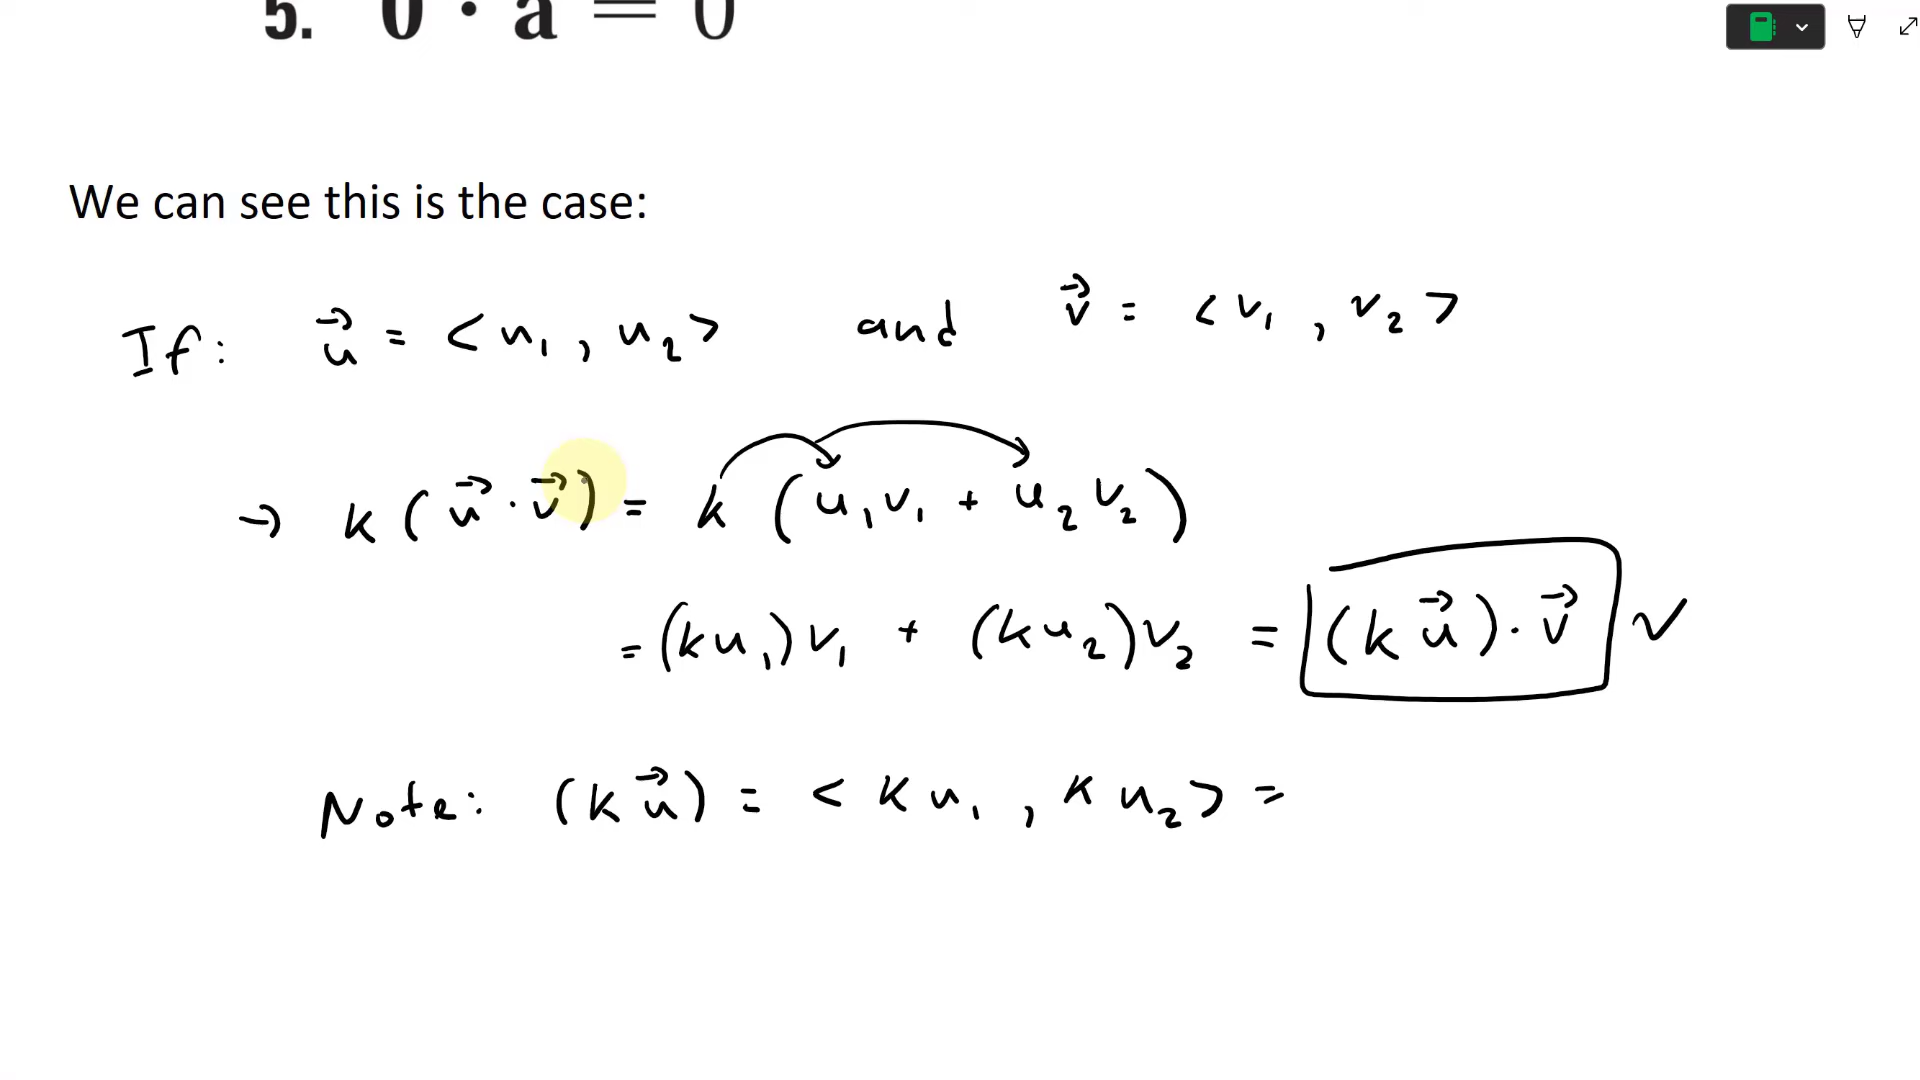 5. 0 · a = 0
We can see this is the case:
If: u⃗ = <u₁, u₂> and v⃗ = <v₁, v₂>
→ k(u⃗ · v⃗) = k(u₁v₁ + u₂v₂)
= (ku₁)v₁ + (ku₂)v₂ = (ku⃗) · v⃗ ✓
Note: (ku⃗) = <ku₁, ku₂> =